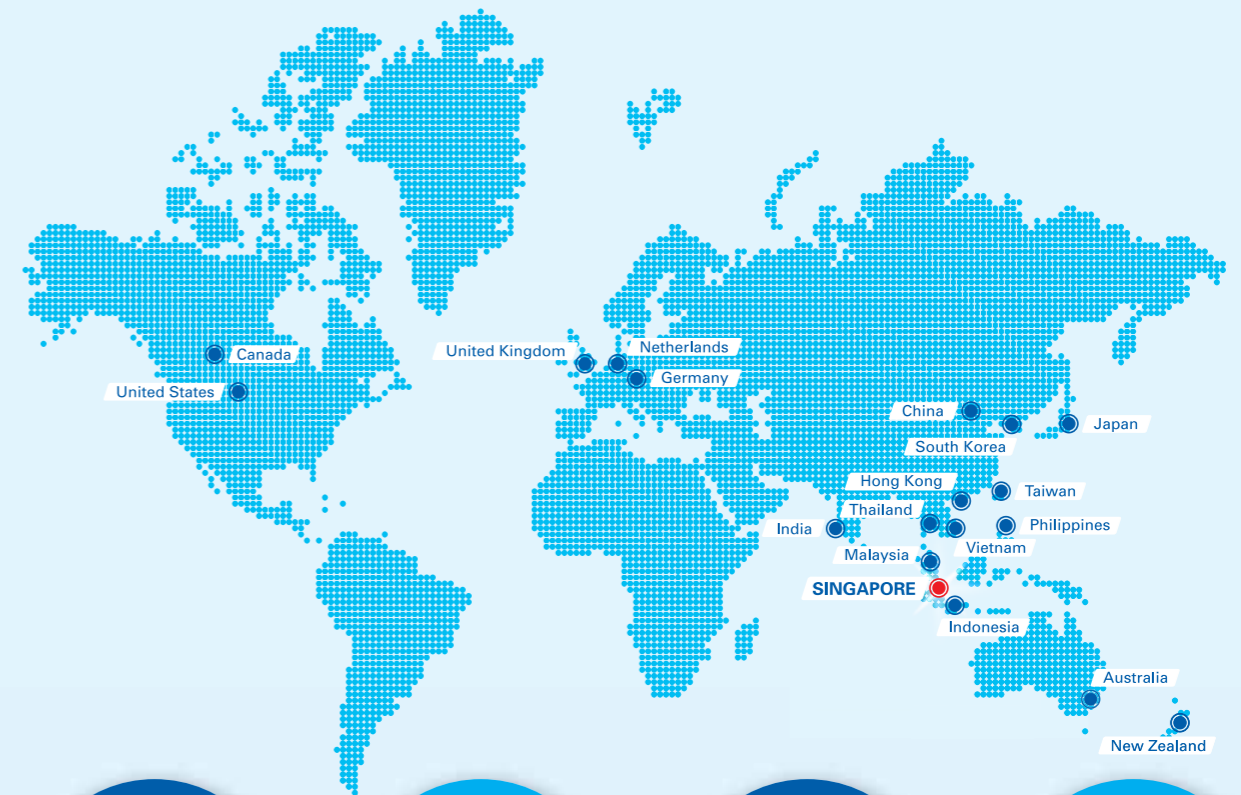 Canada
United States
United Kingdom
Netherlands
Germany
China
South Korea
Japan
Hong Kong
Taiwan
Thailand
India
Philippines
Vietnam
Malaysia
SINGAPORE
Indonesia
Australia
New Zealand